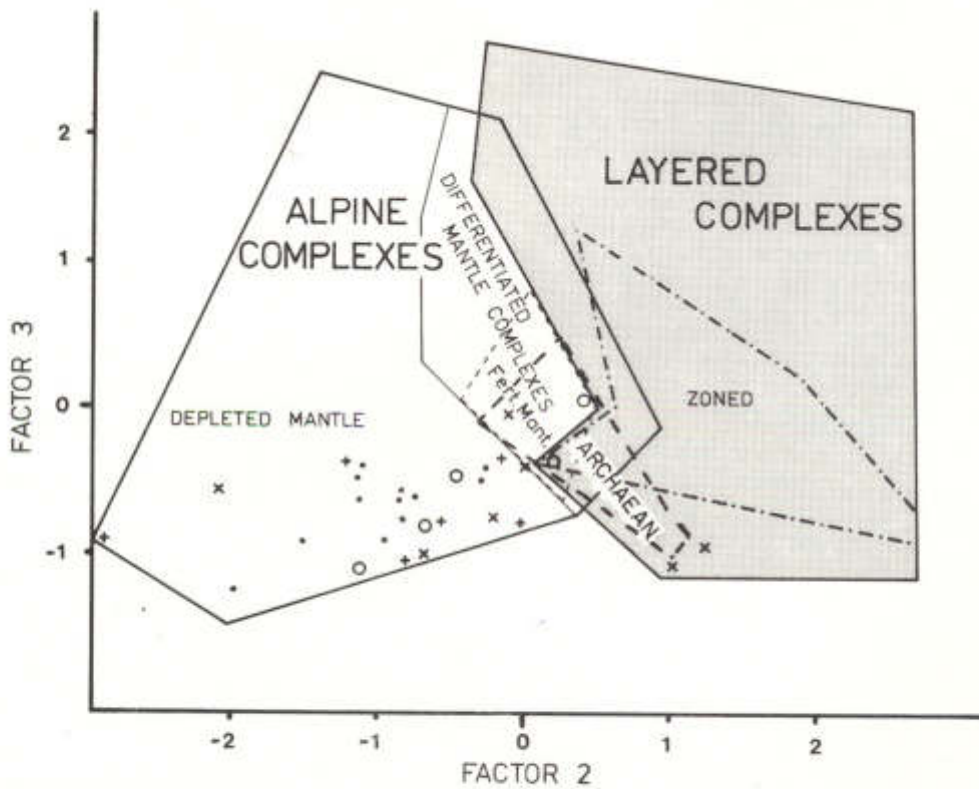 2
1
0
-1
FACTOR 3
ALPINE
COMPLEXES
DEPLETED MANTLE
DIFFERENTIATED
MANTLE COMPLEXES
Fert. Mant.
ARCHAEAN
LAYERED
COMPLEXES
ZONED
-2
-1
0
1
2
FACTOR 2